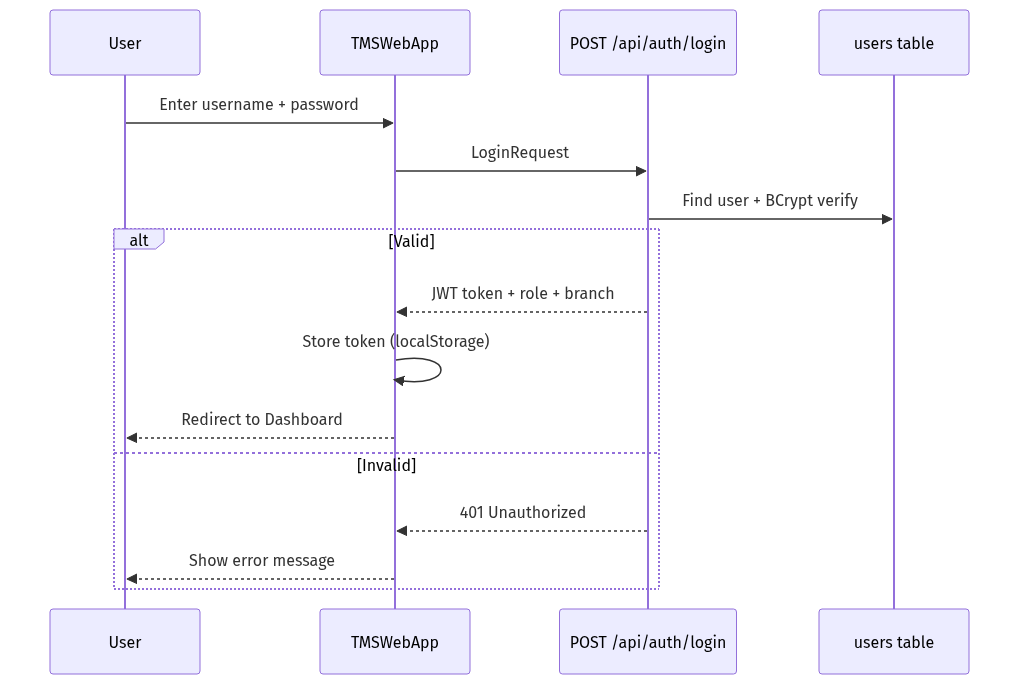 User
TMSWebApp
POST /api/auth/login
users table
Enter username + password
LoginRequest
Find user + BCrypt verify
alt
[Valid]
JWT token + role + branch
Store token (localStorage)
Redirect to Dashboard
[Invalid]
401 Unauthorized
Show error message
User
TMSWebApp
POST /api/auth/login
users table